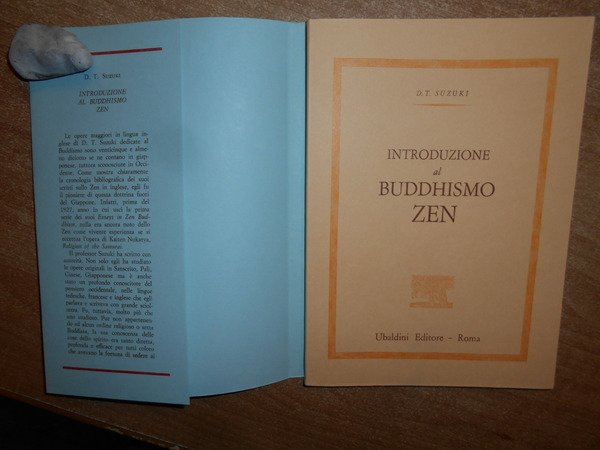 D. T. SUZUKI
INTRODUZIONE
AL BUDDHISMO
ZEN
Le opere maggiori in lingua in-
glese di D. T. Suzuki dedicate al
Buddhismo sono venticinque e alme-
no diciotto se ne contano in giap-
ponese, tuttora sconosciute in Occi-
dente. Come mostra chiaramente
la cronologia bibliografica dei suoi
scritti sullo Zen in inglese, egli fu
il pioniere di questa dottrina fuori
del Giappone. Infatti, prima del
1927, anno in cui uscì la prima
serie dei suoi Essays in Zen Bud-
dhism, nulla era ancora noto dello
Zen come vivente esperienza se si
eccettua l'opera di Kaiten Nukariya,
Religion of the Samurai.
Il professor Suzuki ha scritto con
autorità. Non solo egli ha studiato
le opere originali in Sanscrito, Pali,
Cinese, Giapponese ma è anche
stato un profondo conoscitore del
pensiero occidentale, nelle lingue
tedesche, francese e inglese che egli
parlava e scriveva con grande sciol-
tezza. Fu, tuttavia, molto più che
uno studioso. Pur non appartenen-
do ad alcun ordine religioso o setta
Buddista, la sua conoscenza delle
cose dello spirito era tanto diretta,
profonda e efficace per tutti coloro
che avevano la fortuna di sedere al
D. T. SUZUKI
INTRODUZIONE
al
BUDDHISMO
ZEN
Ubaldini Editore - Roma